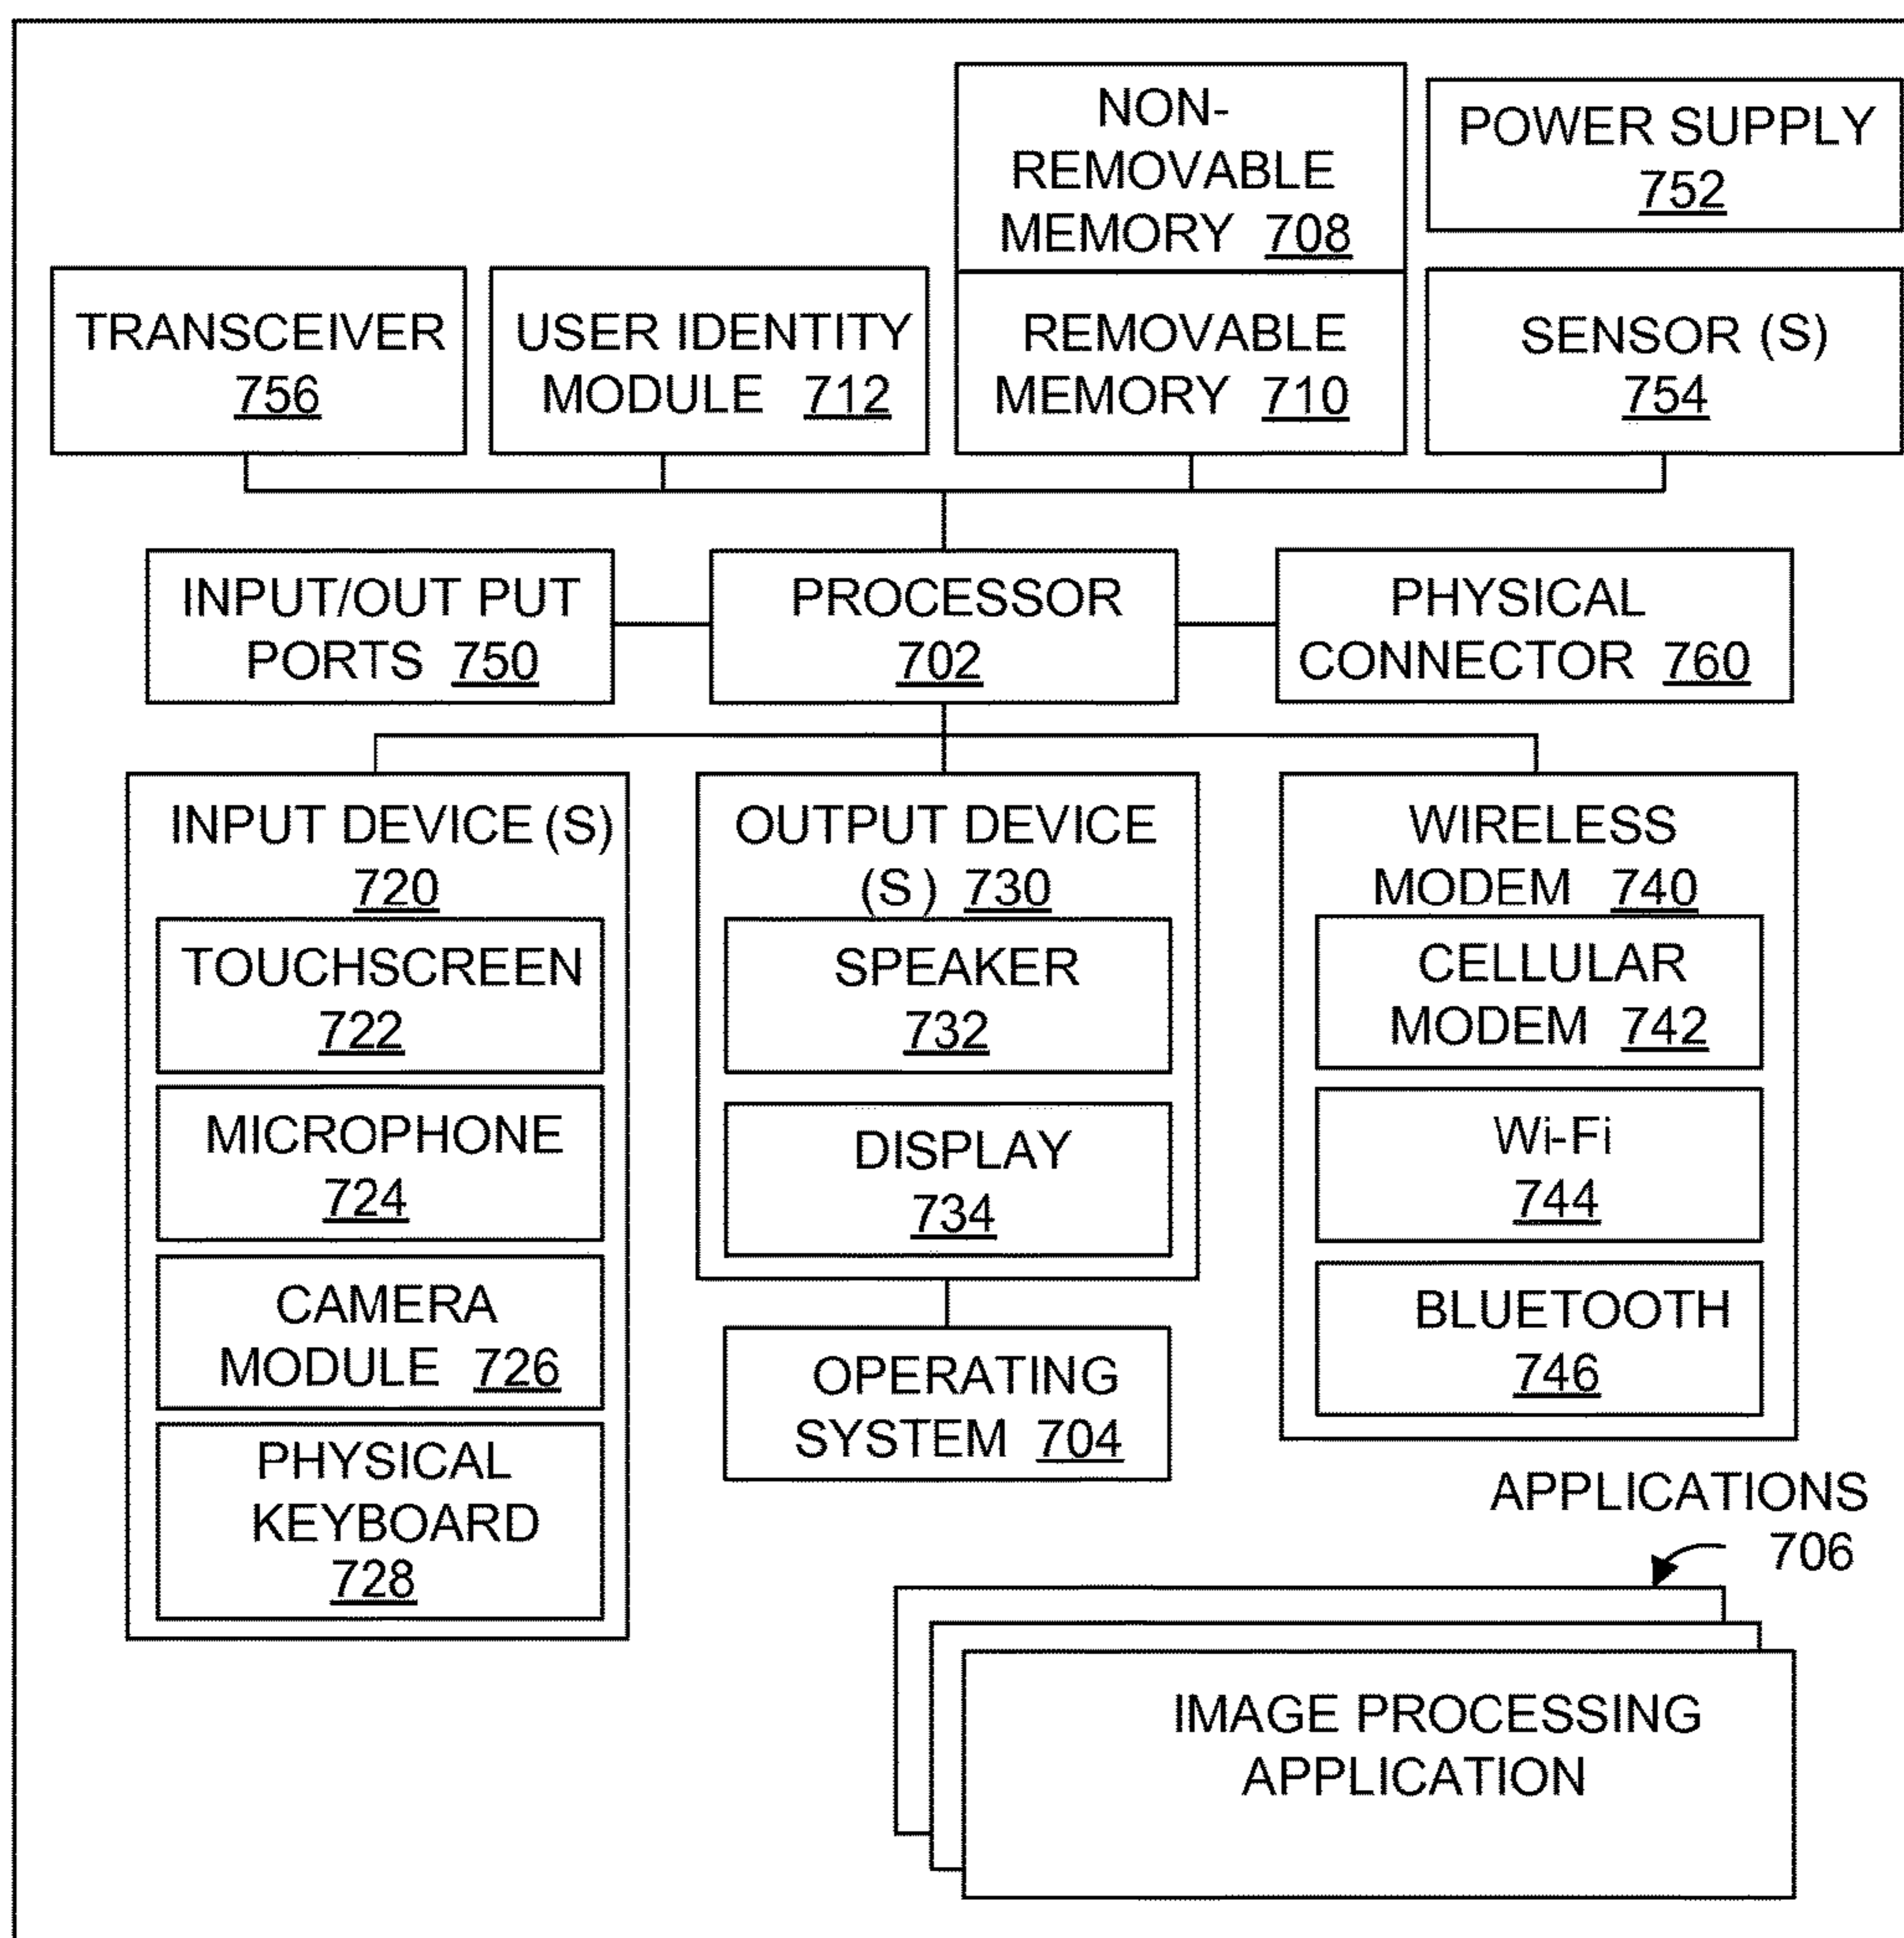 NON-
REMOVABLE
MEMORY 708
POWER SUPPLY
752
TRANSCEIVER
756
USER IDENTITY
MODULE 712
REMOVABLE
MEMORY 710
SENSOR (S)
754
INPUT/OUT PUT
PORTS 750
PROCESSOR
702
PHYSICAL
CONNECTOR 760
INPUT DEVICE (S)
720
TOUCHSCREEN
722
MICROPHONE
724
CAMERA
MODULE 726
PHYSICAL
KEYBOARD
728
OUTPUT DEVICE
(S ) 730
SPEAKER
732
DISPLAY
734
OPERATING
SYSTEM 704
WIRELESS
MODEM 740
CELLULAR
MODEM 742
Wi-Fi
744
BLUETOOTH
746
APPLICATIONS
706
IMAGE PROCESSING
APPLICATION